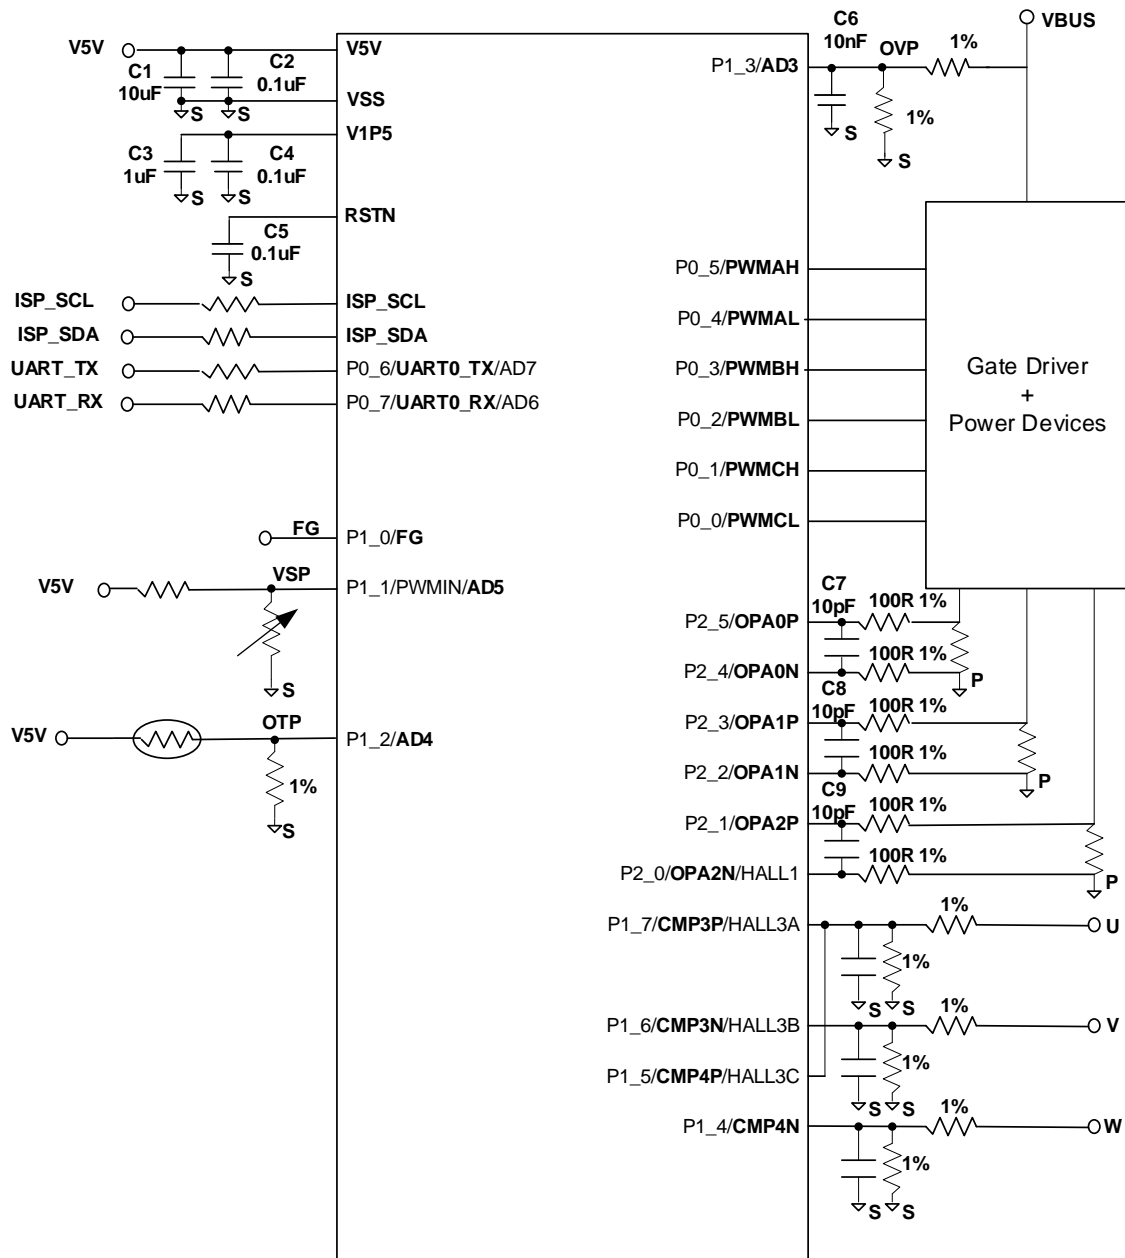 V5V
C1
10uF
C2
0.1uF
S
S
V5V
VSS
V1P5
C3
1uF
C4
0.1uF
S
S
RSTN
C5
0.1uF
S
ISP_SCL
ISP_SCL
ISP_SDA
ISP_SDA
UART_TX
P0_6/UART0_TX/AD7
UART_RX
P0_7/UART0_RX/AD6
FG
P1_0/FG
V5V
VSP
P1_1/PWMIN/AD5
S
V5V
OTP
P1_2/AD4
1%
S
C6
10nF
OVP
1%
VBUS
P1_3/AD3
1%
S
S
P0_5/PWMAH
P0_4/PWMAL
P0_3/PWMBH
P0_2/PWMBL
P0_1/PWMCH
P0_0/PWMCL
Gate Driver
+
Power Devices
C7
10pF
100R 1%
P2_5/OPA0P
100R 1%
P2_4/OPA0N
P
C8
10pF
100R 1%
P2_3/OPA1P
100R 1%
P2_2/OPA1N
P
C9
10pF
100R 1%
P2_1/OPA2P
100R 1%
P2_0/OPA2N/HALL1
P
P1_7/CMP3P/HALL3A
1%
U
1%
S
S
P1_6/CMP3N/HALL3B
1%
V
1%
P1_5/CMP4P/HALL3C
S
S
P1_4/CMP4N
1%
W
1%
S
S